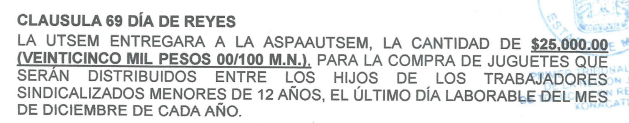 CLAUSULA 69 DÍA DE REYES
LA UTSEM ENTREGARA A LA ASPAAUTSEM, LA CANTIDAD DE $25,000.00
(VEINTICINCO MIL PESOS 00/100 M.N.), PARA LA COMPRA DE JUGUETES QUE
SERÁN DISTRIBUIDOS ENTRE LOS HIJOS DE LOS TRABAJADORES
SINDICALIZADOS MENORES DE 12 AÑOS, EL ÚLTIMO DÍA LABORABLE DEL MES
DE DICIEMBRE DE CADA AÑO.